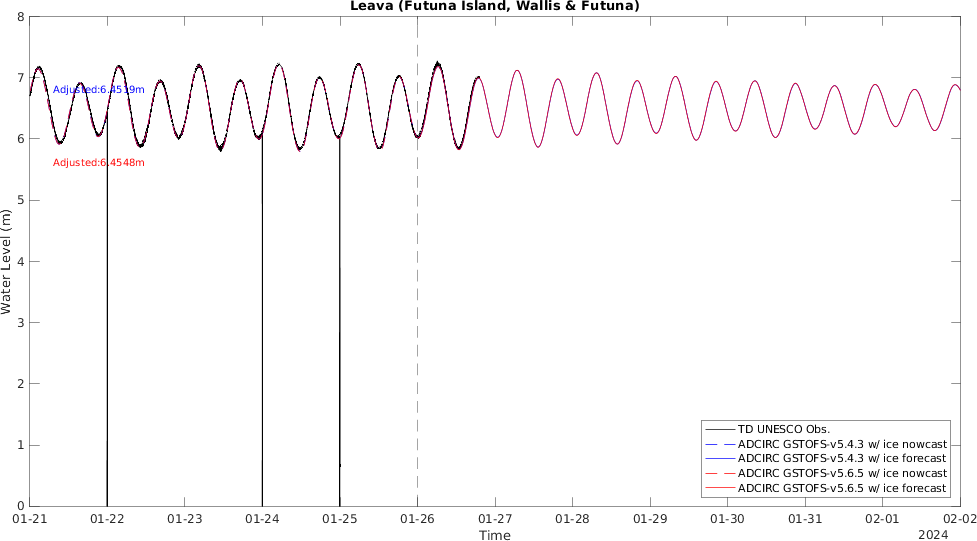 Leava (Futuna Island, Wallis & Futuna)
8
7
6
5
4
3
2
1
0
Water Level (m)
Adjusted:6.4519m
Adjusted:6.4548m
TD UNESCO Obs.
ADCIRC GSTOFS-v5.4.3 w/ ice nowcast
ADCIRC GSTOFS-v5.4.3 w/ ice forecast
ADCIRC GSTOFS-v5.6.5 w/ ice nowcast
ADCIRC GSTOFS-v5.6.5 w/ ice forecast
01-21 01-22 01-23 01-24 01-25 01-26 01-27 01-28 01-29 01-30 01-31 02-01 02-02
Time
2024